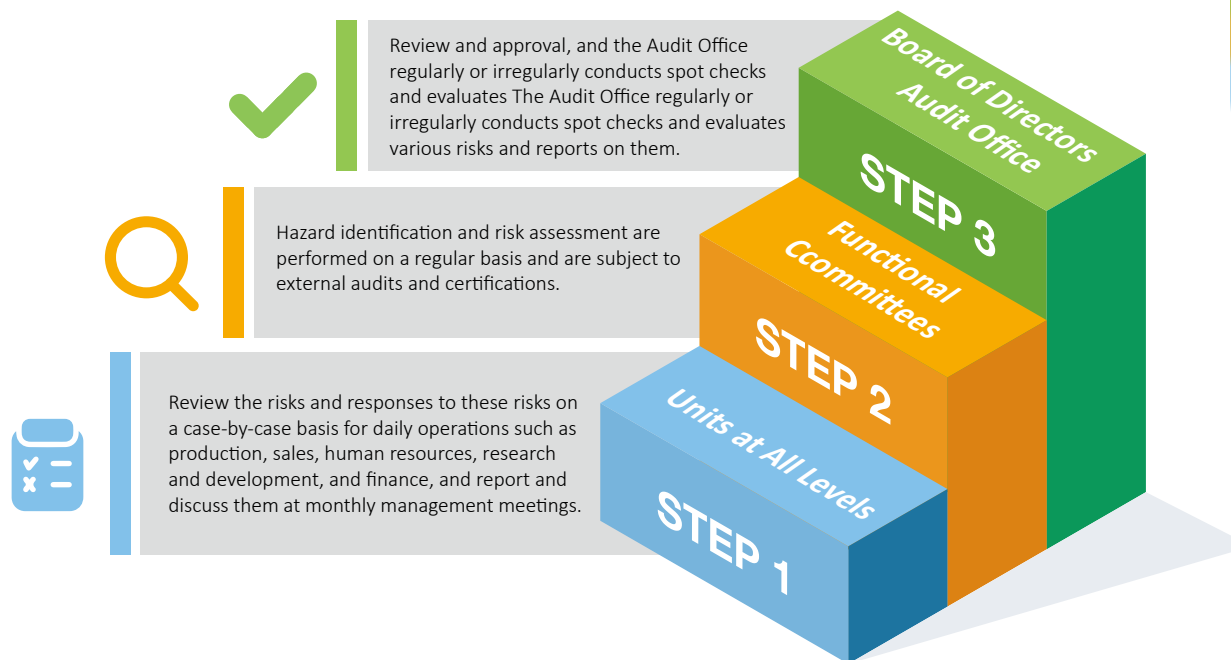 Review and approval, and the Audit Office
regularly or irregularly conducts spot checks
and evaluates The Audit Office regularly or
irregularly conducts spot checks and evaluates
various risks and reports on them.
Board of Directors
Audit Office
STEP 3
Hazard identification and risk assessment are
performed on a regular basis and are subject to
external audits and certifications.
Functional
Ccommittees
STEP 2
Review the risks and responses to these risks on
a case-by-case basis for daily operations such as
production, sales, human resources, research
and development, and finance, and report and
discuss them at monthly management meetings.
Units at All Levels
STEP 1